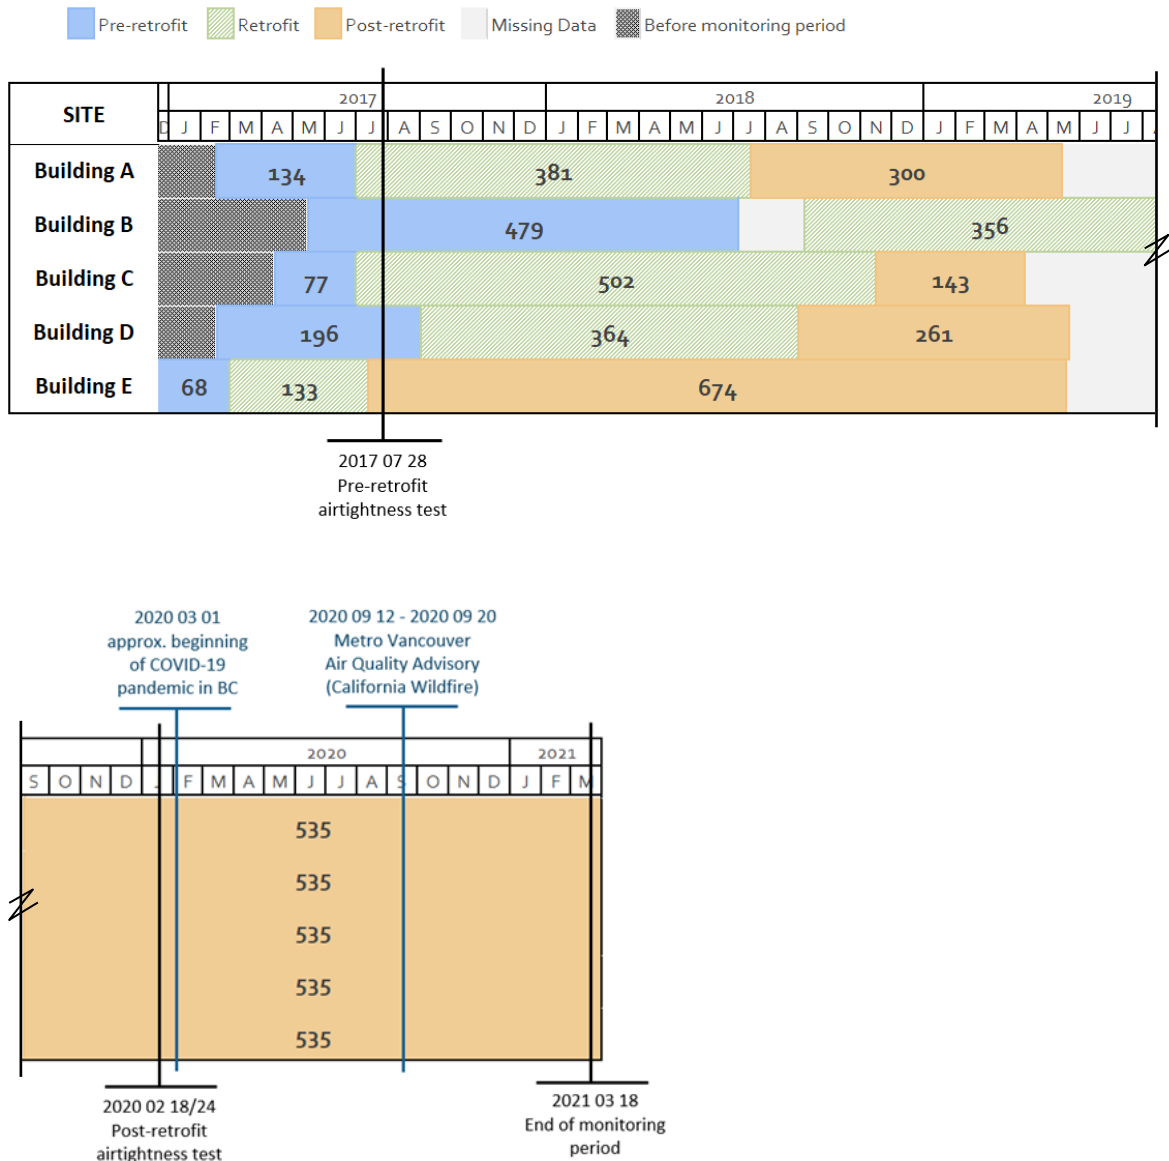 Pre-retrofit Retrofit Post-retrofit Missing Data Before monitoring period
SITE 2017 2018 2019
D J F M A M J J A S O N D J F M A M J J A S O N D J F M A M J J
Building A 134 381 300
Building B 479 356
Building C 77 502 143
Building D 196 364 261
Building E 68 133 674
2017 07 28
Pre-retrofit
airtightness test
2020 03 01
approx. beginning
of COVID-19
pandemic in BC
2020 09 12 - 2020 09 20
Metro Vancouver
Air Quality Advisory
(California Wildfire)
2020 2021
S O N D J F M A M J J A S O N D J F M
535
535
535
535
535
2020 02 18/24
Post-retrofit
airtightness test
2021 03 18
End of monitoring
period